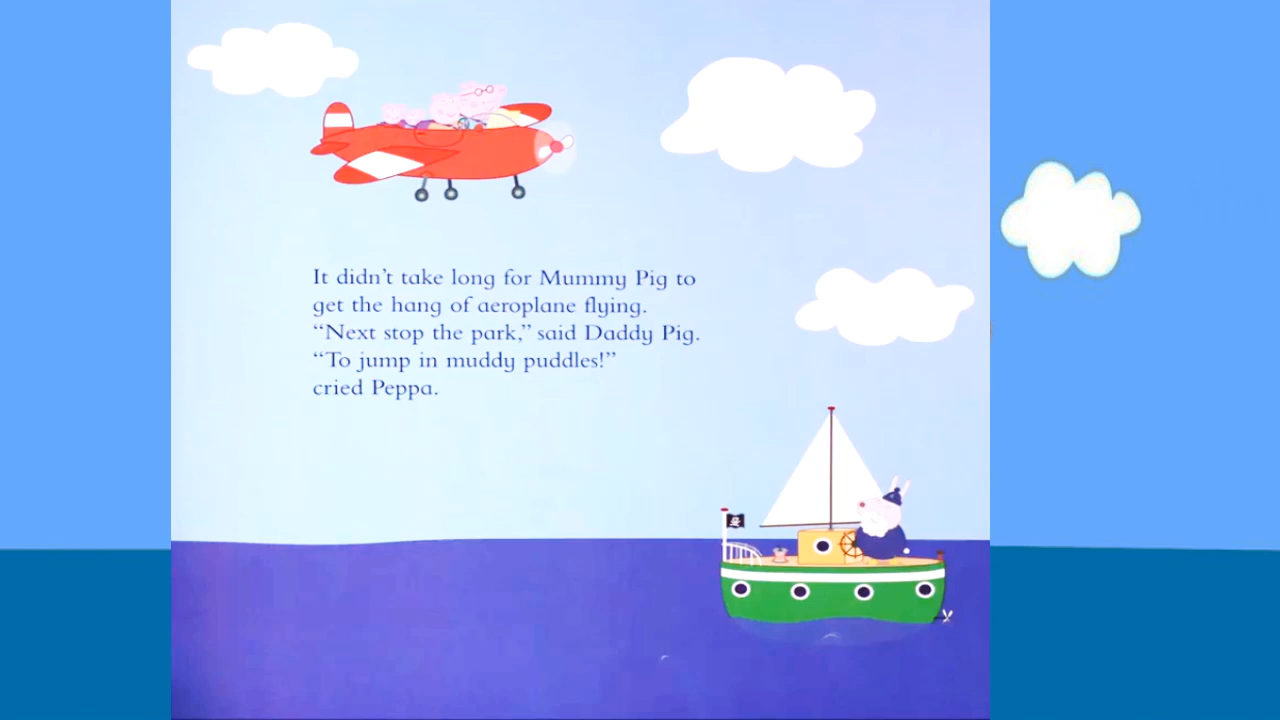 It didn't take long for Mummy Pig to
get the hang of aeroplane flying.
“Next stop the park,” said Daddy Pig.
“To jump in muddy puddles!”
cried Peppa.